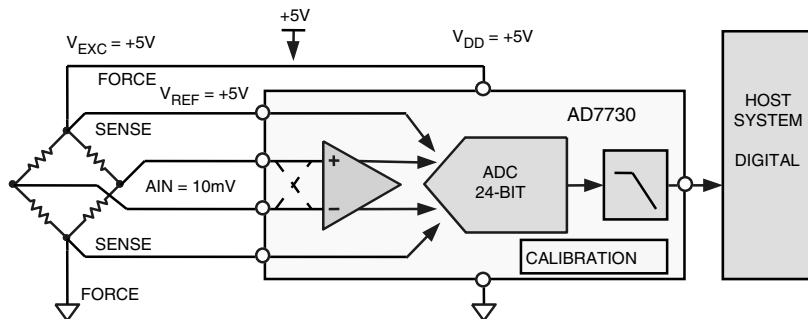 +5V
V_EXC = +5V
V_DD = +5V
FORCE
V_REF = +5V
AD7730
SENSE
HOST
SYSTEM
DIGITAL
+
ADC
24-BIT
AIN = 10mV
−
SENSE
CALIBRATION
FORCE